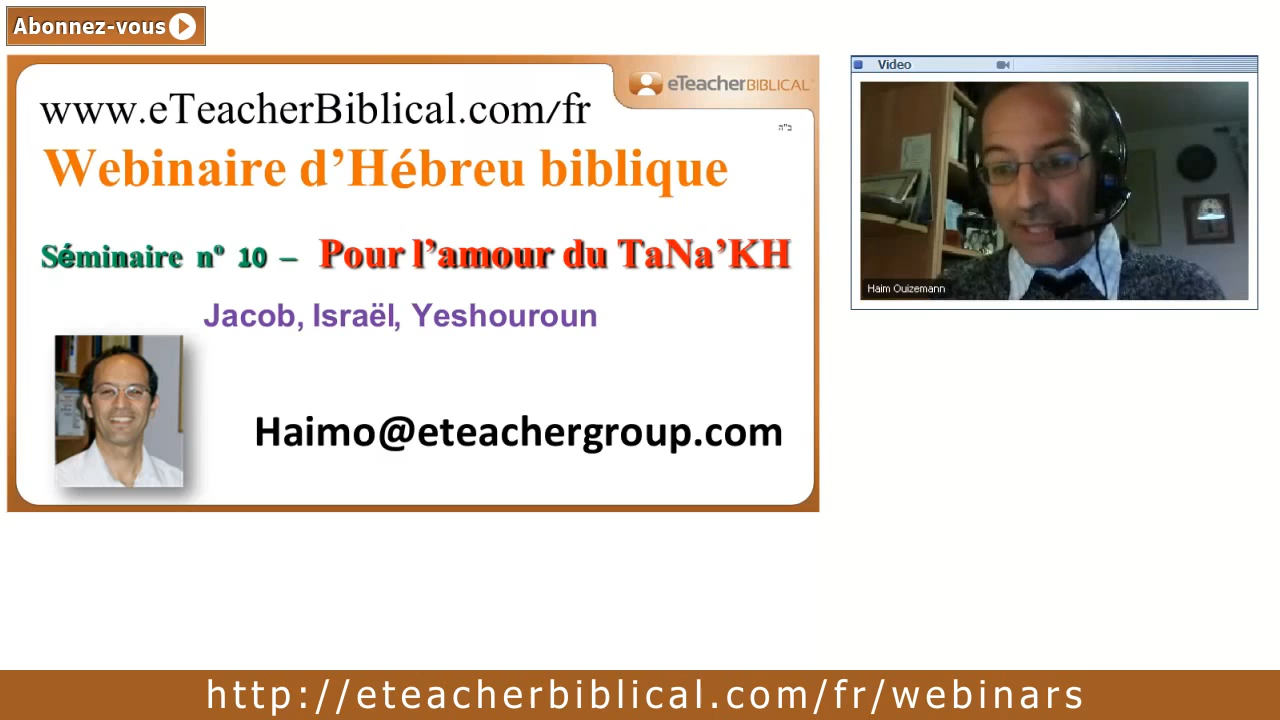 Abonnez-vous
eTeacherBIBLICAL
www.eTeacherBiblical.com/fr
ב"ה
Webinaire d’Hébreu biblique
Séminaire n° 10 – Pour l’amour du TaNa’KH
Jacob, Israël, Yeshouroun
Haimo@eteachergroup.com
Video
Haim Ouizemann
http://eteacherbiblical.com/fr/webinars